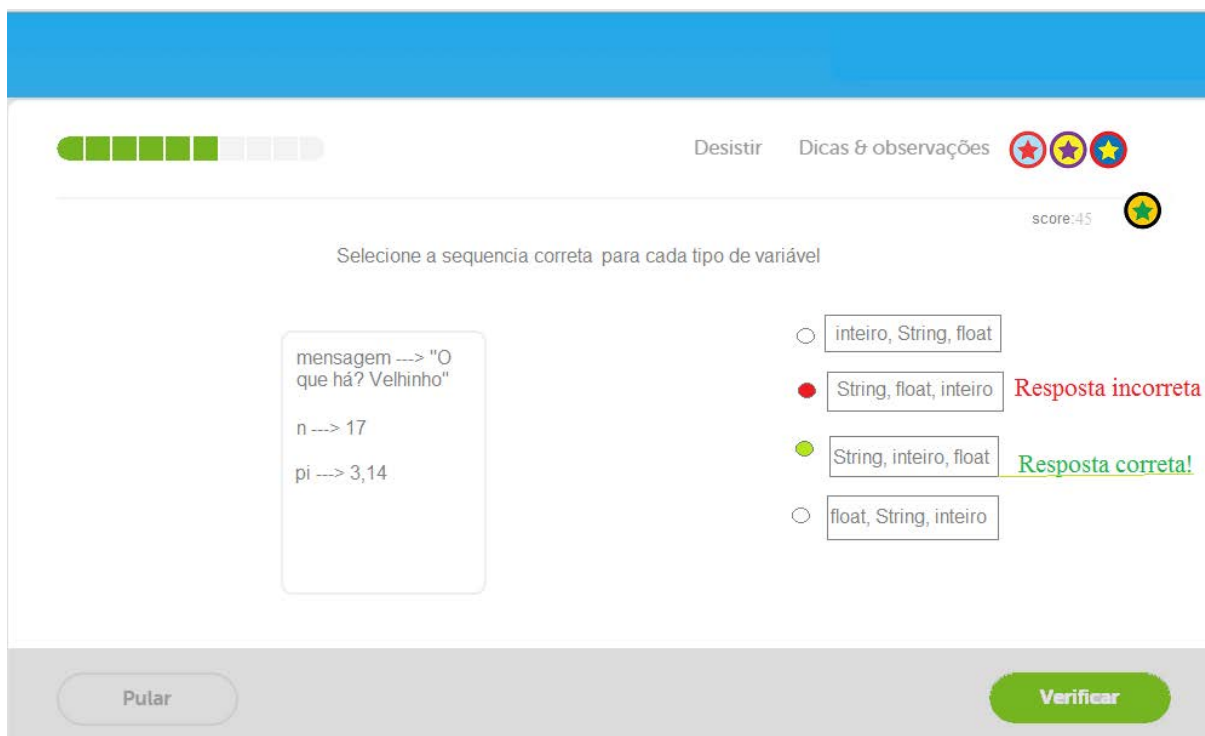 Desistir Dicas & observações
score:45
Selecione a sequencia correta para cada tipo de variável
mensagem ---> "O
que há? Velhinho"
n ---> 17
pi ---> 3,14
inteiro, String, float
String, float, inteiro Resposta incorreta
String, inteiro, float Resposta correta!
float, String, inteiro
Pular Verificar